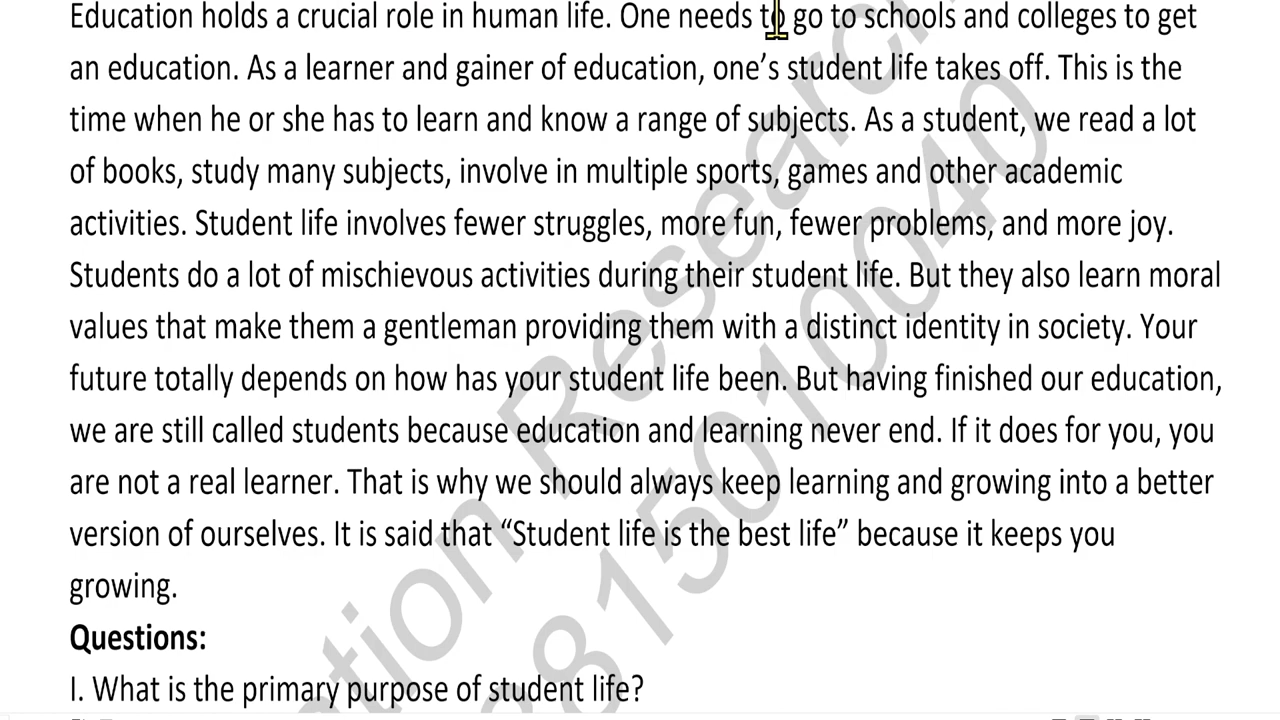 Education holds a crucial role in human life. One needs to go to schools and colleges to get
an education. As a learner and gainer of education, one's student life takes off. This is the
time when he or she has to learn and know a range of subjects. As a student, we read a lot
of books, study many subjects, involve in multiple sports, games and other academic
activities. Student life involves fewer struggles, more fun, fewer problems, and more joy.
Students do a lot of mischievous activities during their student life. But they also learn moral
values that make them a gentleman providing them with a distinct identity in society. Your
future totally depends on how has your student life been. But having finished our education,
we are still called students because education and learning never end. If it does for you, you
are not a real learner. That is why we should always keep learning and growing into a better
version of ourselves. It is said that “Student life is the best life” because it keeps you
growing.
Questions:
I. What is the primary purpose of student life?